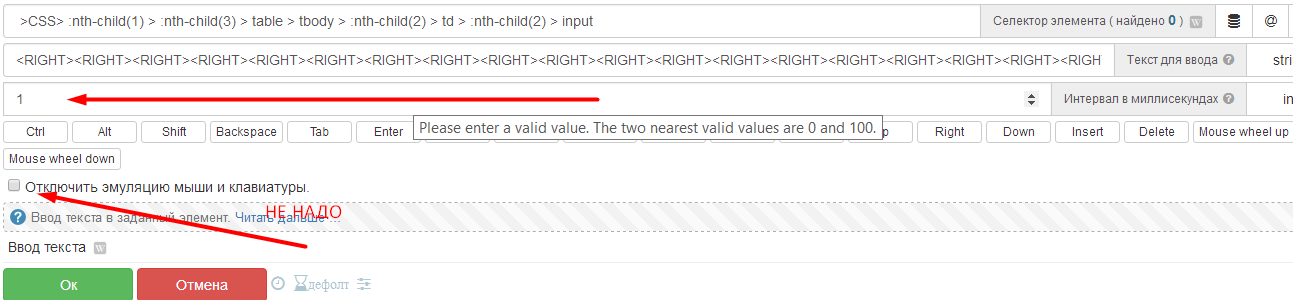 >CSS> :nth-child(1) > :nth-child(3) > table > tbody > :nth-child(2) > td > :nth-child(2) > input Селектор элемента ( найдено 0 ) W @
<RIGHT><RIGHT><RIGHT><RIGHT><RIGHT><RIGHT><RIGHT><RIGHT><RIGHT><RIGHT><RIGHT><RIGHT><RIGHT><RIGHT><RIGHT><RIGHT><RIGHT><RIGHT><RIGHT><RIGHT><RIGHT><RIGH Текст для ввода ? stri
1 Интервал в миллисекундах ? in
Ctrl Alt Shift Backspace Tab Enter p Right Down Insert Delete Mouse wheel up
Please enter a valid value. The two nearest valid values are 0 and 100.
Mouse wheel down
Отключить эмуляцию мыши и клавиатуры.
НЕ НАДО
? Ввод текста в заданный элемент. Читать дальше ...
Ввод текста W
Ок Отмена дефолт